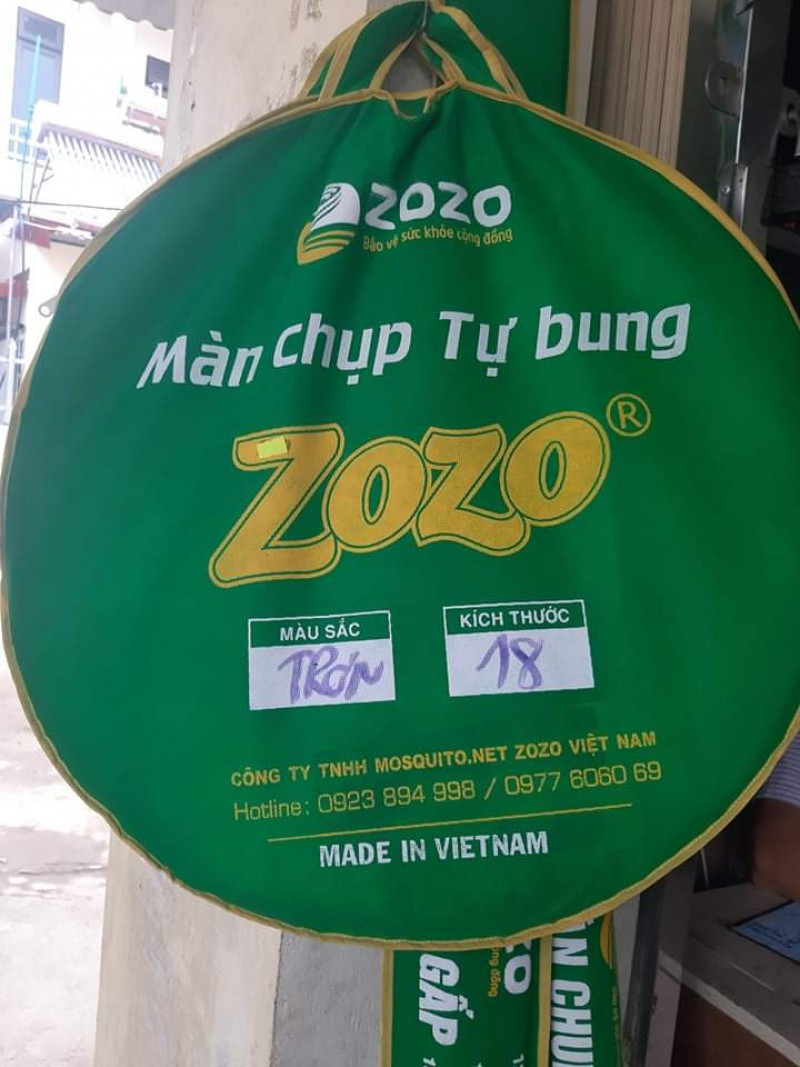 ZOZO
Bảo vệ sức khỏe cộng đồng
Màn chụp Tự bung
ZOZO®
MÀU SẮC
TRƠN
KÍCH THƯỚC
18
CÔNG TY TNHH MOSQUITO.NET ZOZO VIỆT NAM
Hotline: 0923 894 998 / 0977 6060 69
MADE IN VIETNAM
GẤP